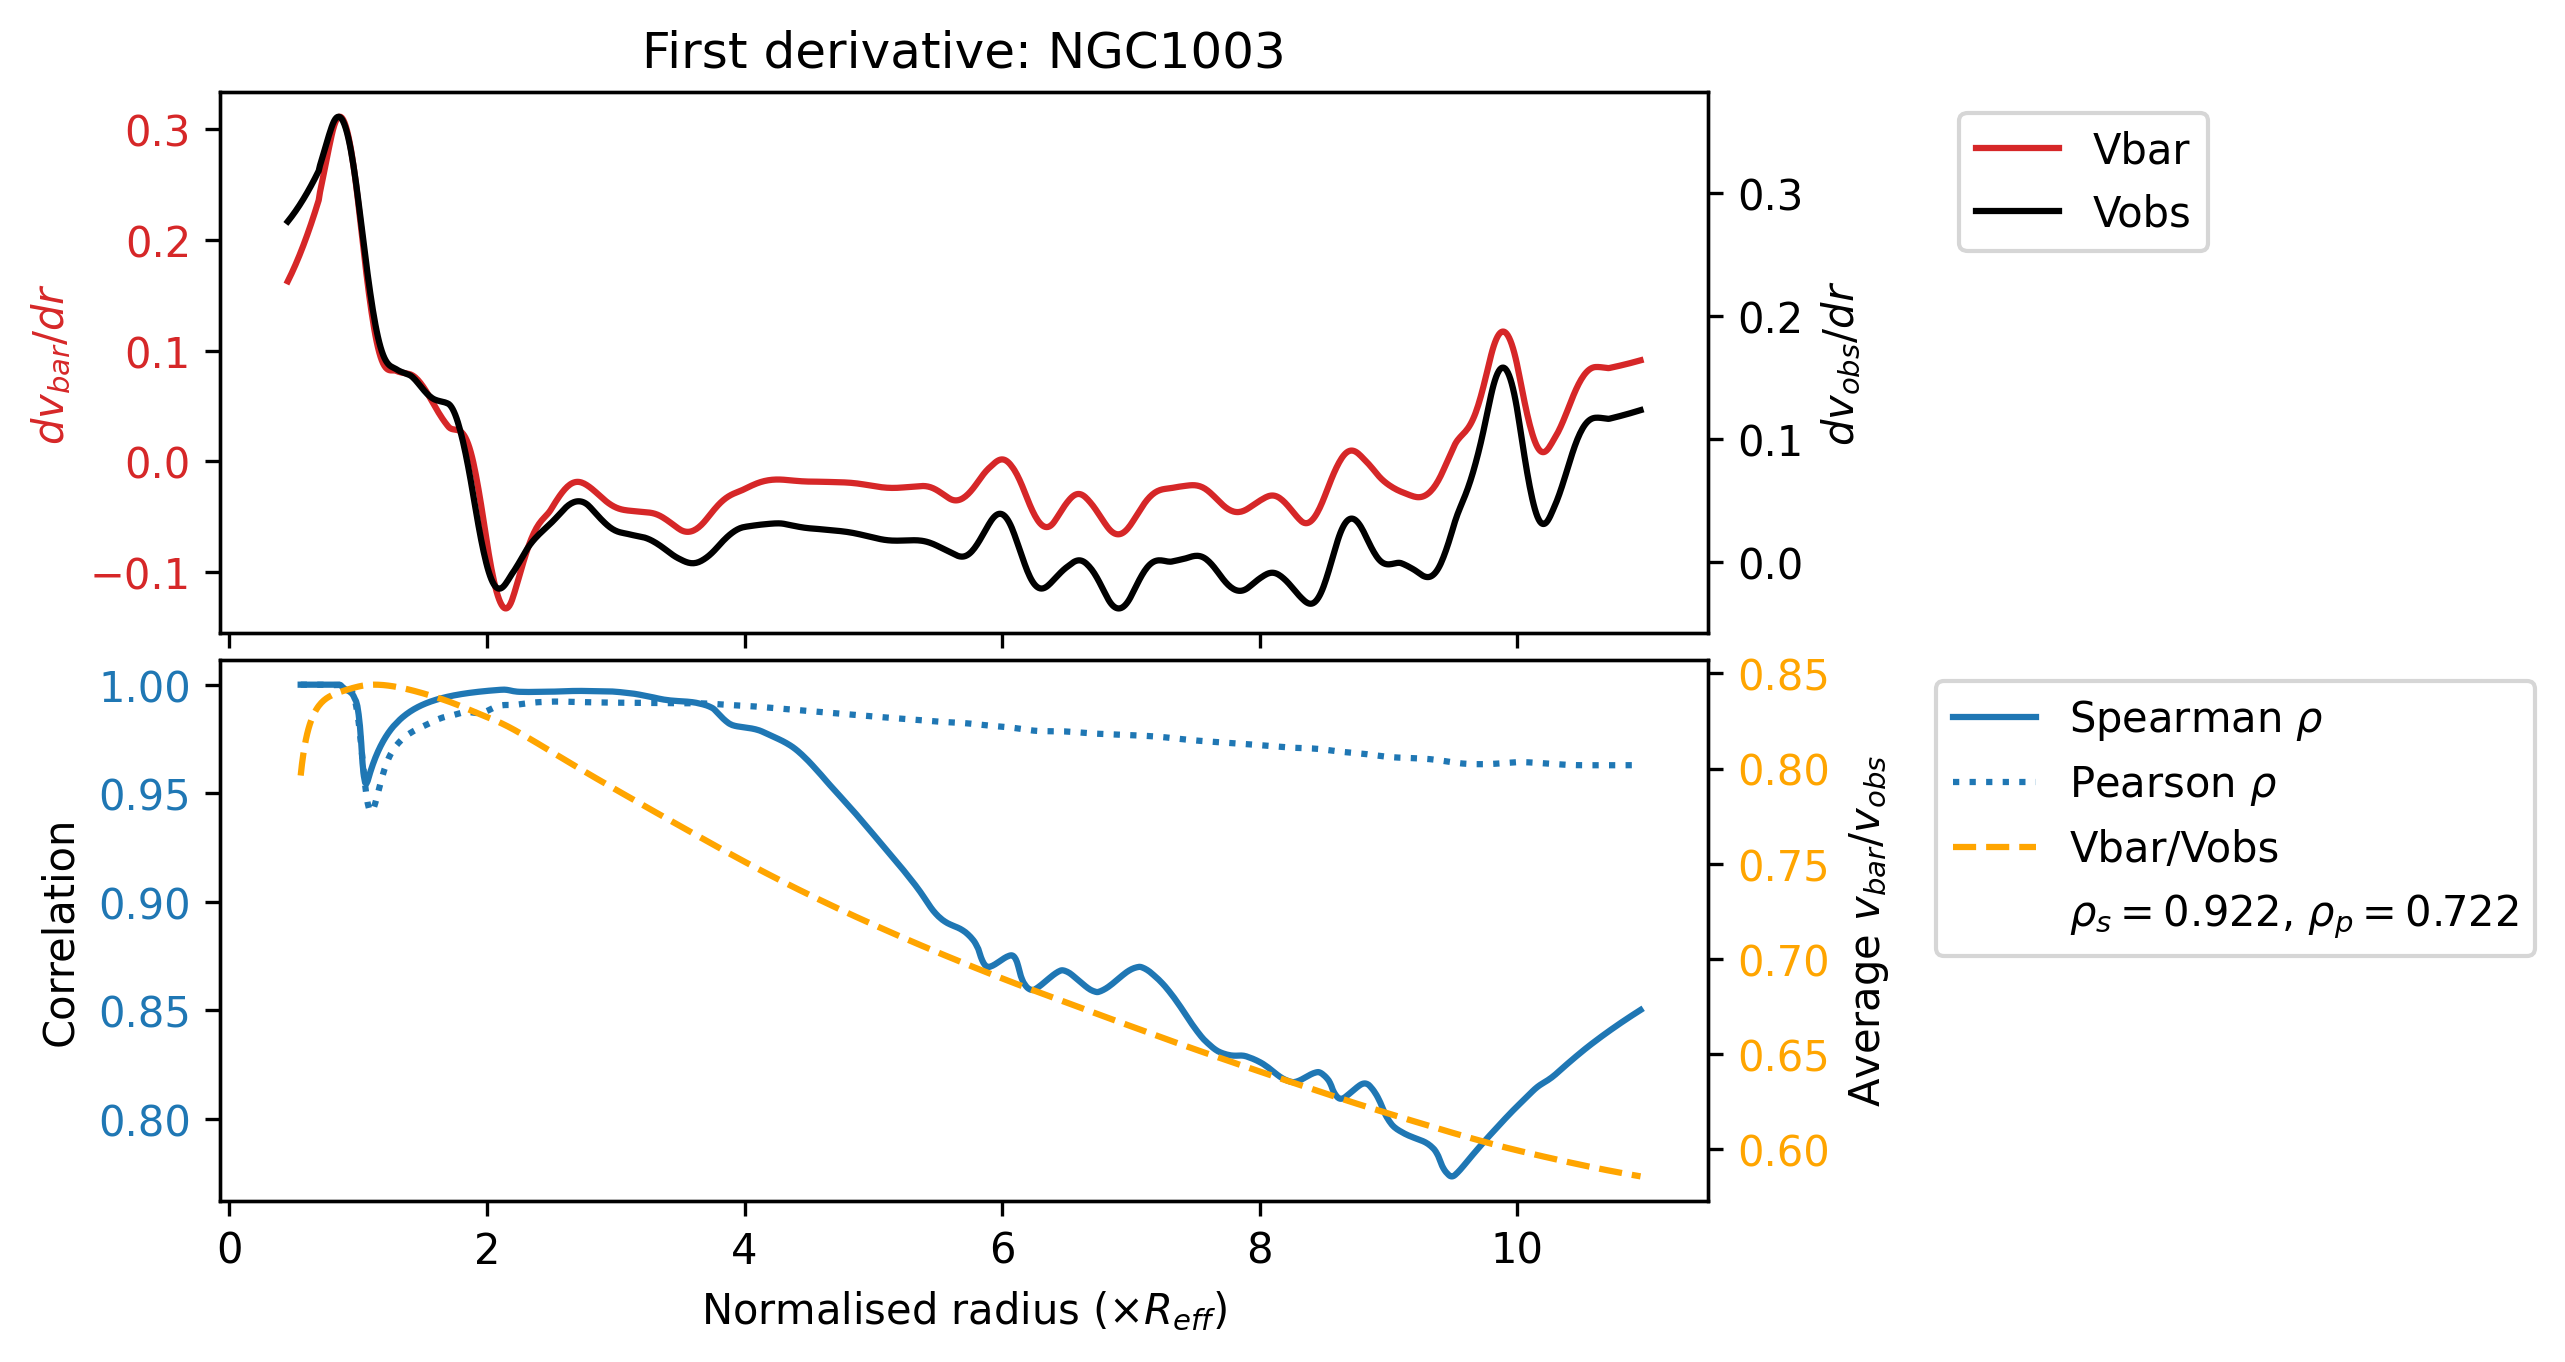 First derivative: NGC1003
0.3
0.2
0.1
0.0
−0.1
dv_bar/dr
0.3
0.2
0.1
0.0
dv_obs/dr
Vbar
Vobs
1.00
0.95
0.90
0.85
0.80
Correlation
0.85
0.80
0.75
0.70
0.65
0.60
Average v_bar/v_obs
Spearman ρ
Pearson ρ
Vbar/Vobs
ρ_s = 0.922, ρ_p = 0.722
0 2 4 6 8 10
Normalised radius (×R_eff)